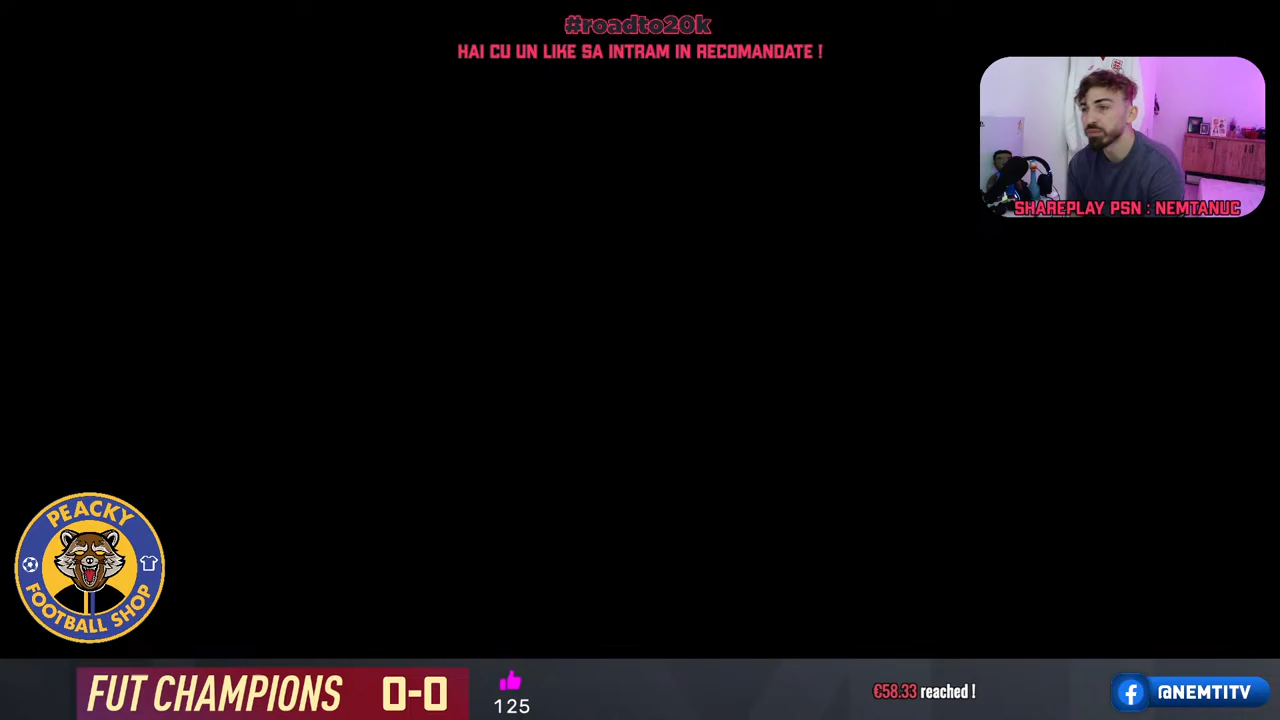 #roadto20k
HAI CU UN LIKE SA INTRAM IN RECOMANDATE !
SHAREPLAY PSN : NEMTANUC
PEACKY
FOOTBALL SHOP
FUT CHAMPIONS 0-0
125
€58.33 reached !
@NEMTITV